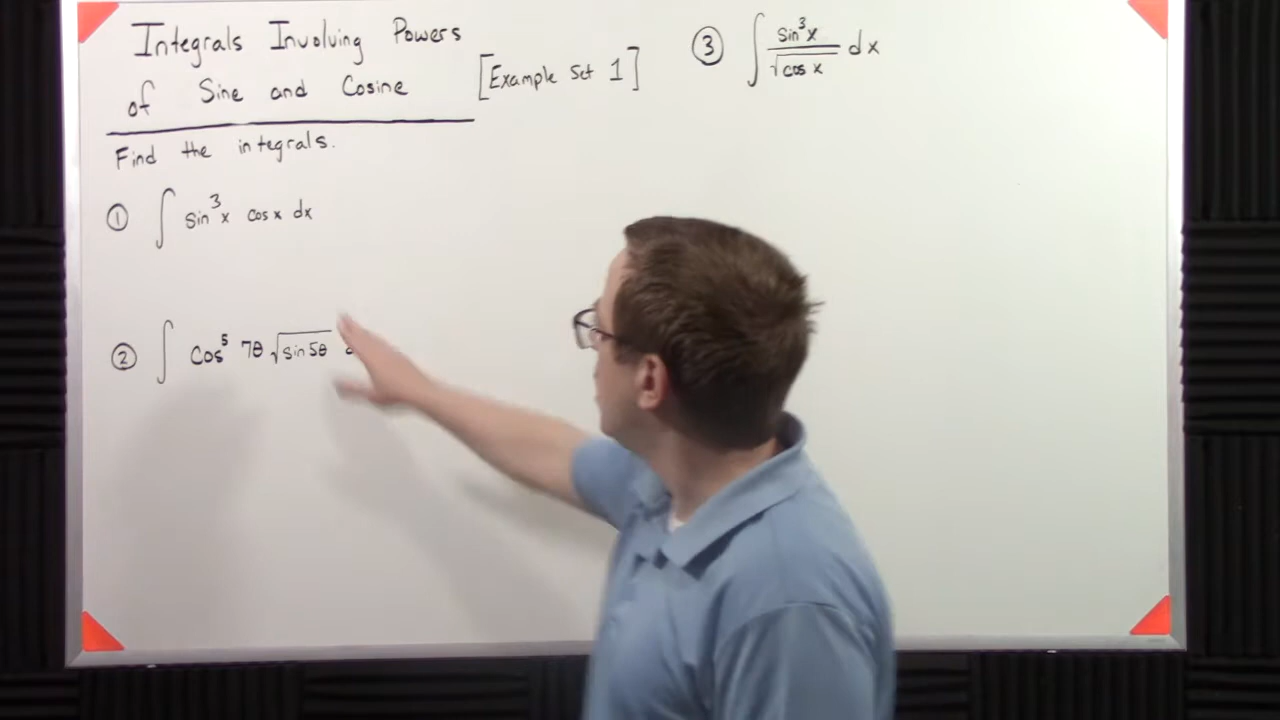 Integrals Involving Powers
of Sine and Cosine
[Example Set 1]
Find the integrals.
① ∫ sin³x cosx dx
② ∫ cos⁵ 7θ √(sin 5θ)
③ ∫ sin³x / √(cos x) dx